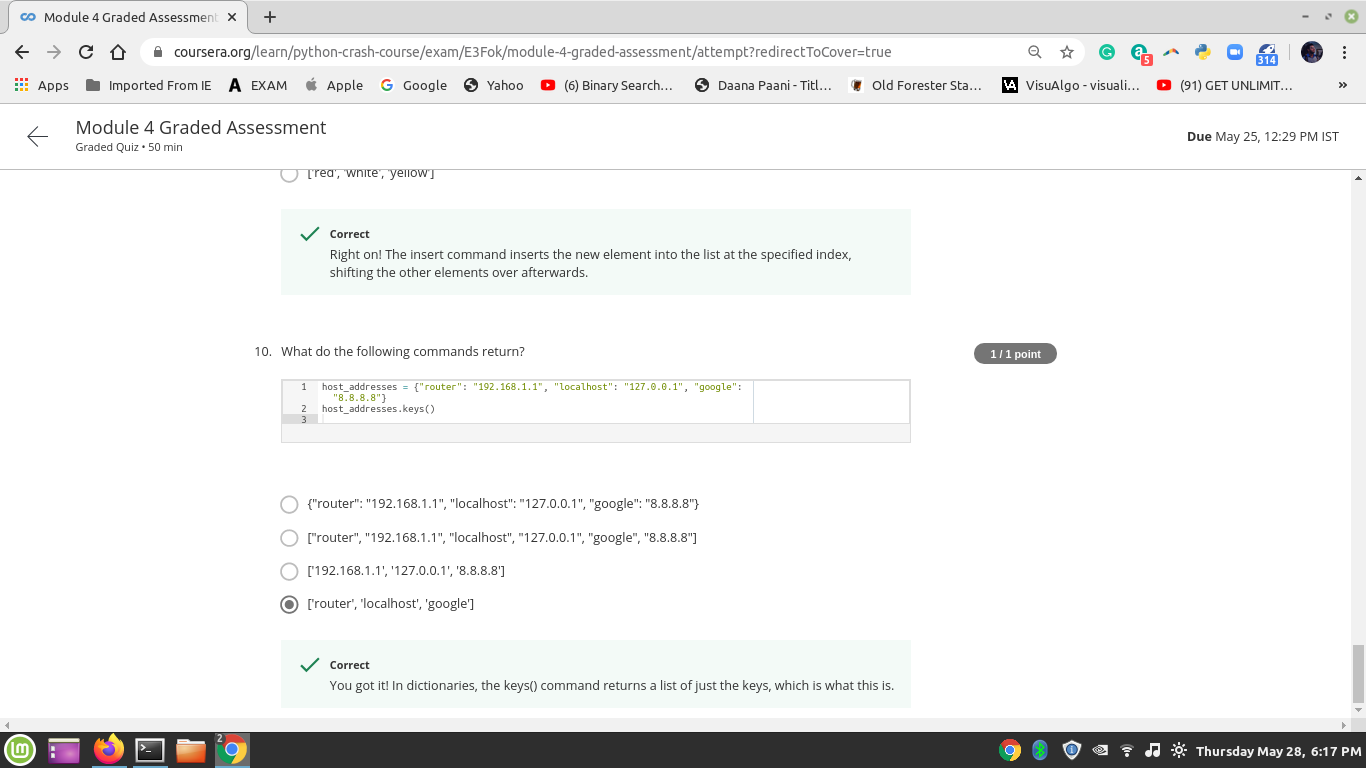 Module 4 Graded Assessment
coursera.org/learn/python-crash-course/exam/E3Fok/module-4-graded-assessment/attempt?redirectToCover=true
5
314
Apps Imported From IE EXAM Apple Google Yahoo (6) Binary Search... Daana Paani - Titl... Old Forester Sta... VisuAlgo - visuali... (91) GET UNLIMIT... »
Module 4 Graded Assessment
Graded Quiz • 50 min
Due May 25, 12:29 PM IST
['red', 'white', 'yellow']
Correct
Right on! The insert command inserts the new element into the list at the specified index,
shifting the other elements over afterwards.
10. What do the following commands return?
1 / 1 point
1 host_addresses = {"router": "192.168.1.1", "localhost": "127.0.0.1", "google":
"8.8.8.8"}
2 host_addresses.keys()
3
{"router": "192.168.1.1", "localhost": "127.0.0.1", "google": "8.8.8.8"}
["router", "192.168.1.1", "localhost", "127.0.0.1", "google", "8.8.8.8"]
['192.168.1.1', '127.0.0.1', '8.8.8.8']
['router', 'localhost', 'google']
Correct
You got it! In dictionaries, the keys() command returns a list of just the keys, which is what this is.
2
Thursday May 28, 6:17 PM